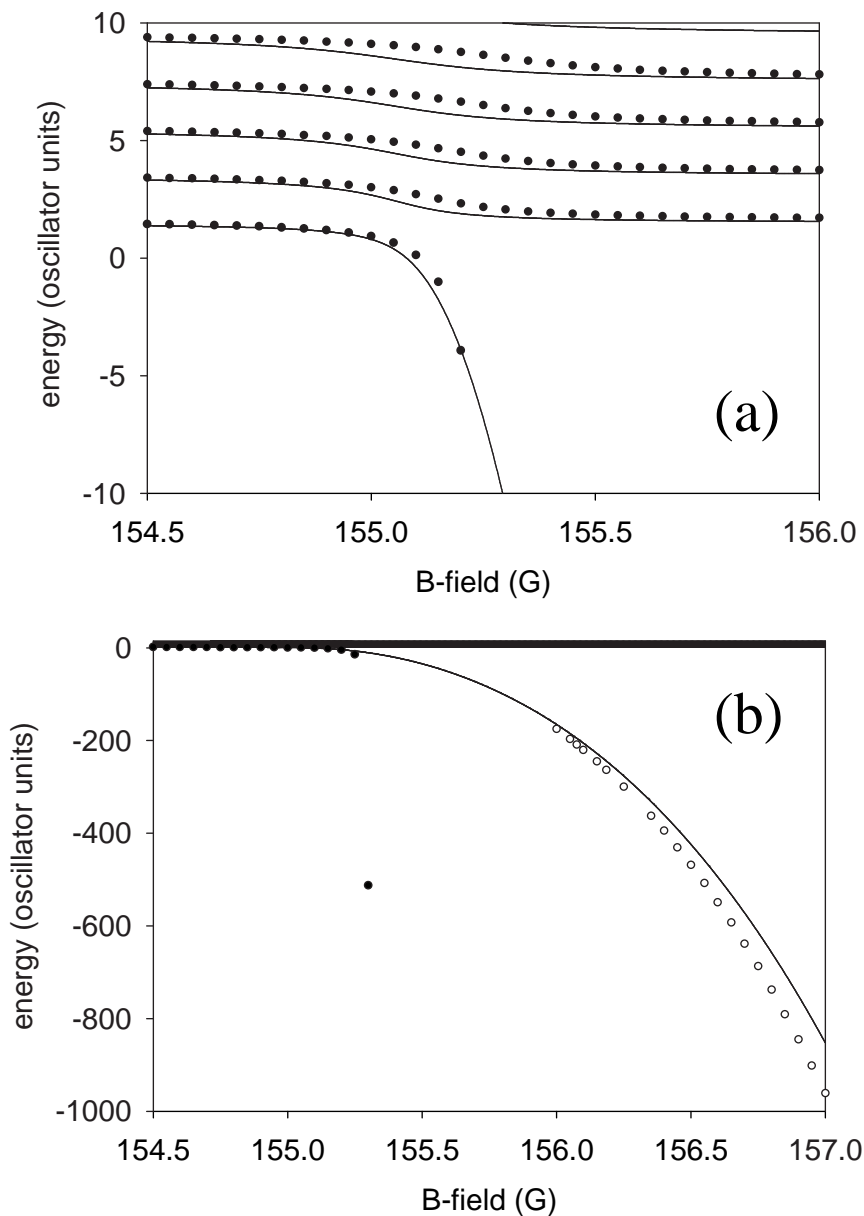 10
5
0
-5
-10
energy (oscillator units)
(a)
154.5 155.0 155.5 156.0
B-field (G)
0
-200
-400
-600
-800
-1000
energy (oscillator units)
(b)
154.5 155.0 155.5 156.0 156.5 157.0
B-field (G)